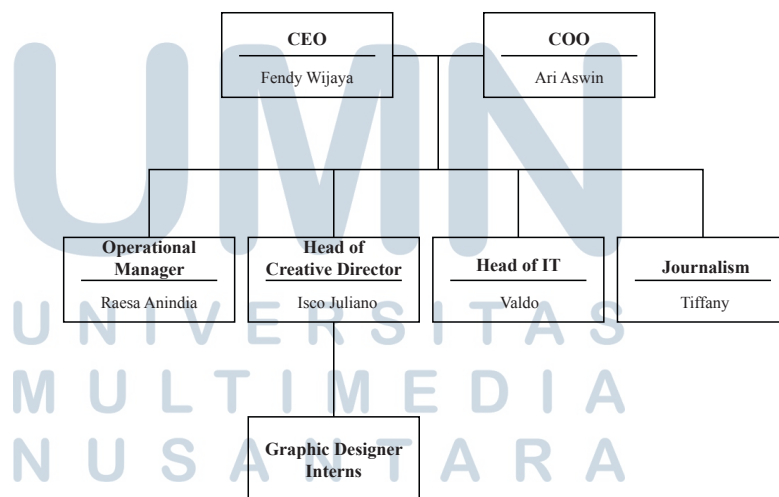 CEO
Fendy Wijaya
COO
Ari Aswin
Operational
Manager
Raesa Anindia
Head of
Creative Director
Isco Juliano
Head of IT
Valdo
Journalism
Tiffany
Graphic Designer
Interns
UMN
UNIVERSITAS
MULTIMEDIA
NUSANTARA